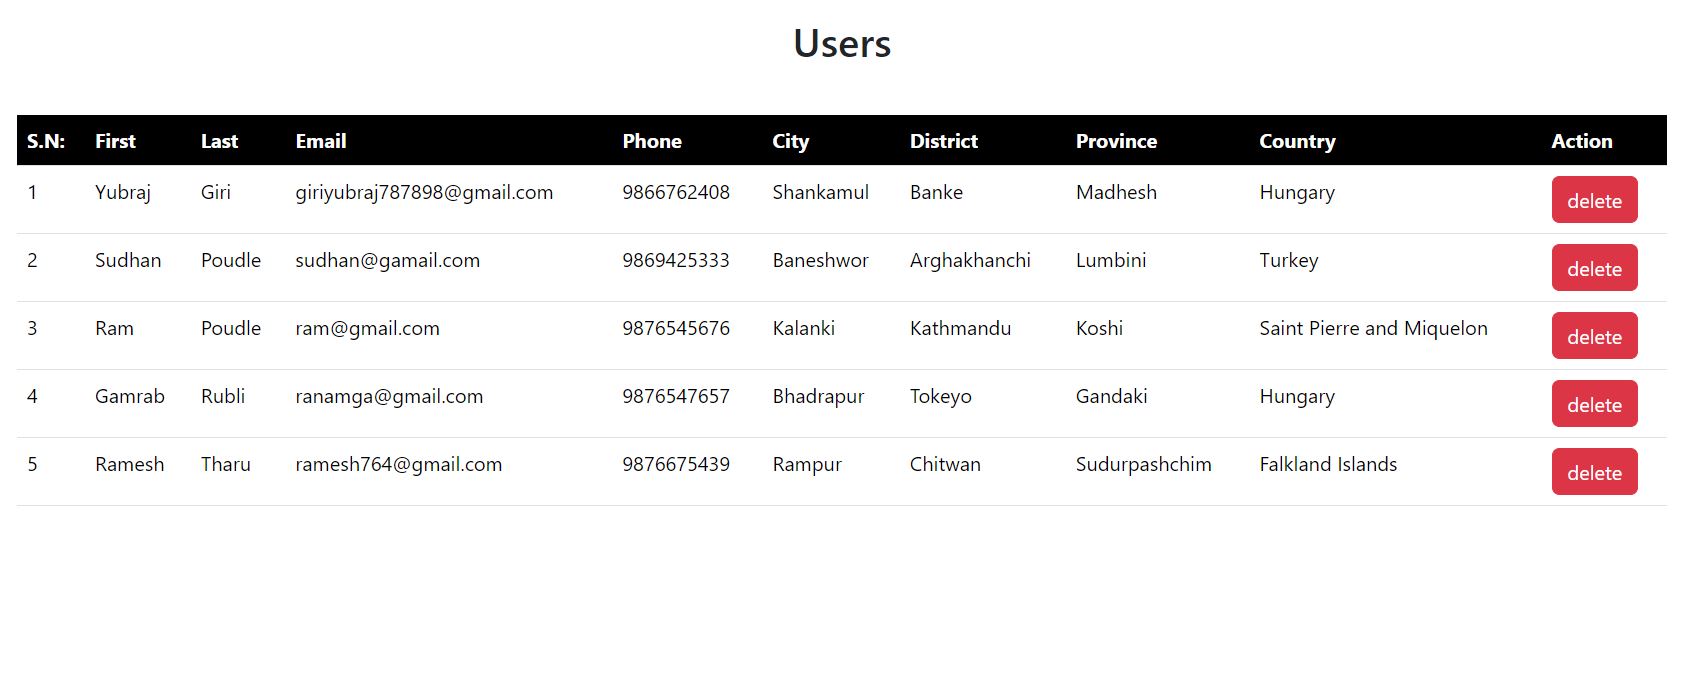 Users
S.N: First Last Email Phone City District Province Country Action
1 Yubraj Giri giriyubraj787898@gmail.com 9866762408 Shankamul Banke Madhesh Hungary delete
2 Sudhan Poudle sudhan@gamail.com 9869425333 Baneshwor Arghakhanchi Lumbini Turkey delete
3 Ram Poudle ram@gmail.com 9876545676 Kalanki Kathmandu Koshi Saint Pierre and Miquelon delete
4 Gamrab Rubli ranamga@gmail.com 9876547657 Bhadrapur Tokeyo Gandaki Hungary delete
5 Ramesh Tharu ramesh764@gmail.com 9876675439 Rampur Chitwan Sudurpashchim Falkland Islands delete